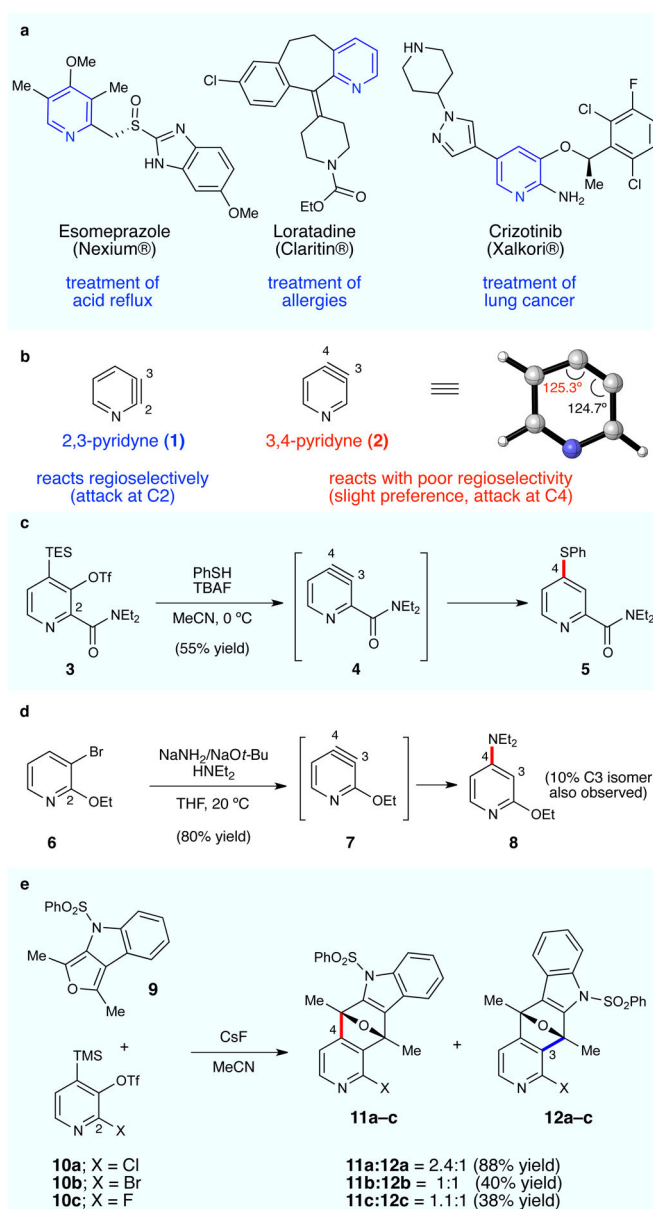 a
OMe
Me
Me
N
O
S
N
HN
OMe
Esomeprazole
(Nexium®)
treatment of
acid reflux
Cl
N
N
EtO
O
Loratadine
(Claritin®)
treatment of
allergies
HN
N
N
N
NH2
O
Me
Cl
F
Cl
Crizotinib
(Xalkori®)
treatment of
lung cancer
b
3
2
N
2,3-pyridyne (1)
reacts regioselectively
(attack at C2)
4
3
N
3,4-pyridyne (2)
125.3º
124.7º
reacts with poor regioselectivity
(slight preference, attack at C4)
c
TES
OTf
2
N
NEt2
O
3
PhSH
TBAF
MeCN, 0 ºC
(55% yield)
4
3
N
NEt2
O
4
SPh
4
N
NEt2
O
5
d
Br
2
N
OEt
6
NaNH2/NaOt-Bu
HNEt2
THF, 20 ºC
(80% yield)
4
3
N
OEt
7
NEt2
4
3
N
OEt
8
(10% C3 isomer
also observed)
e
PhO2S
N
Me
O
Me
9
+
TMS
OTf
2
N
X
10a; X = Cl
10b; X = Br
10c; X = F
CsF
MeCN
PhO2S
N
Me
O
4
Me
N
X
11a–c
+
N
SO2Ph
Me
O
3
Me
N
X
12a–c
11a:12a = 2.4:1 (88% yield)
11b:12b = 1:1 (40% yield)
11c:12c = 1.1:1 (38% yield)